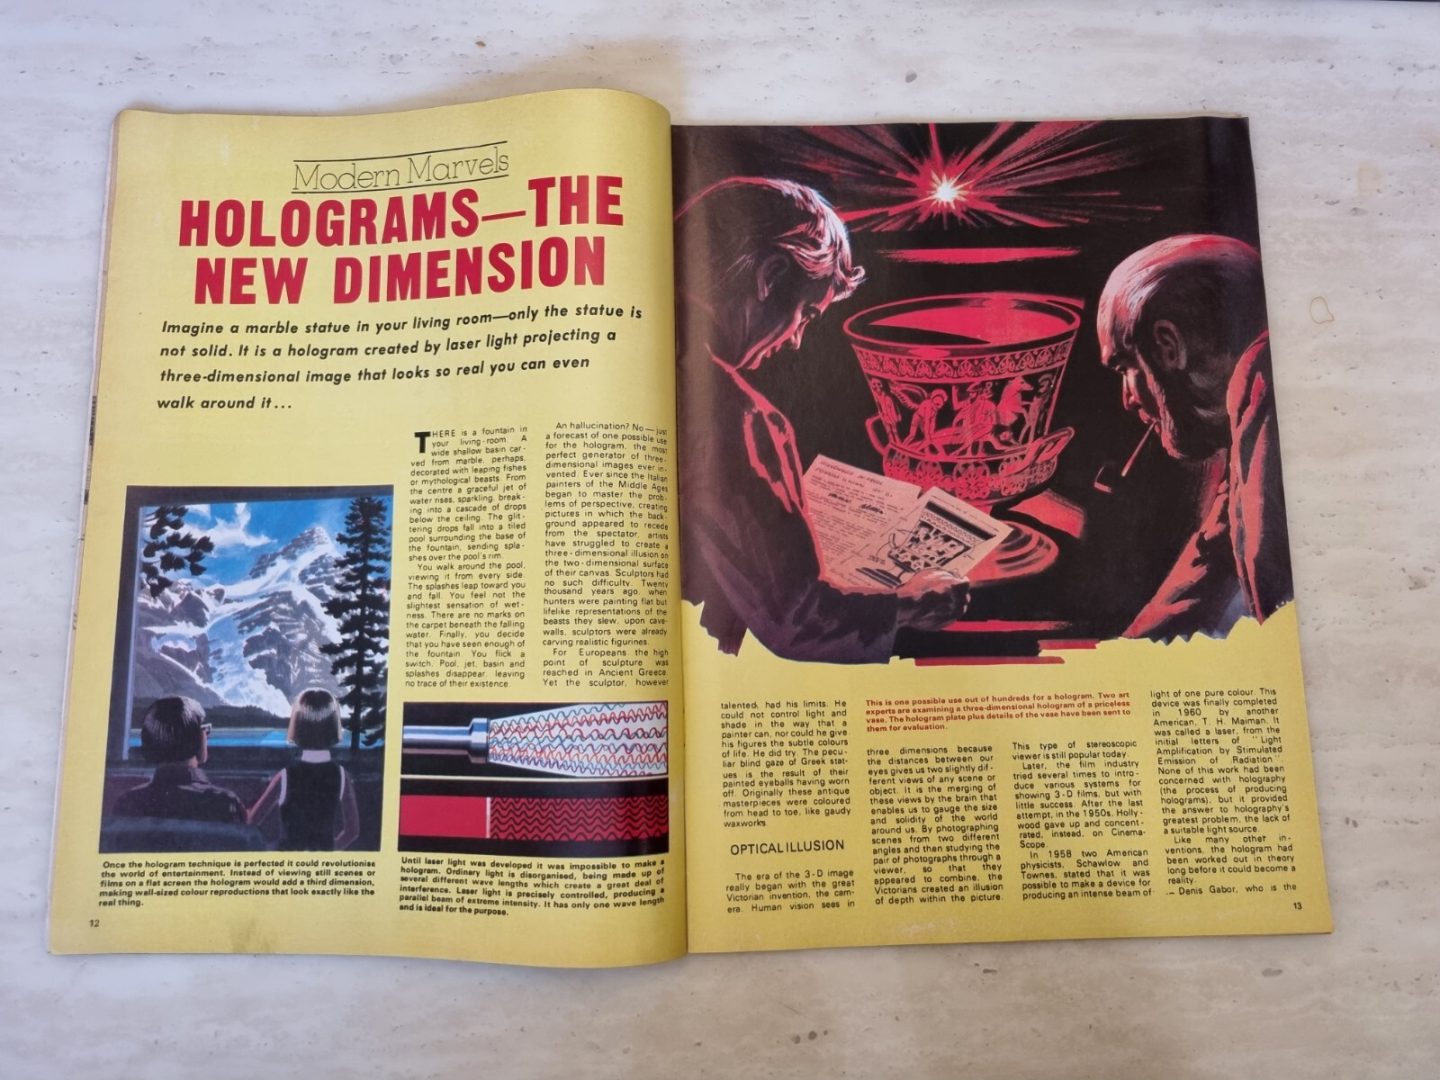 Modern Marvels
HOLOGRAMS—THE
NEW DIMENSION
Imagine a marble statue in your living room—only the statue is
not solid. It is a hologram created by laser light projecting a
three-dimensional image that looks so real you can even
walk around it...
THERE is a fountain in
your living-room. A
wide shallow basin car-
ved from marble, perhaps,
decorated with leaping fishes
or mythological beasts. From
the centre a graceful jet of
water rises, sparkling, break-
ing into a cascade of drops
below the ceiling. The glit-
tering drops fall into a tiled
pool surrounding the base of
the fountain, sending spla-
shes over the pool's rim.
You walk around the pool,
viewing it from every side.
The splashes leap toward you
and fall. You feel not the
slightest sensation of wet-
ness. There are no marks on
the carpet beneath the falling
water. Finally, you decide
that you have seen enough of
the fountain. You flick a
switch. Pool, jet, basin and
splashes disappear, leaving
no trace of their existence.
An hallucination? No — just
a forecast of one possible use
for the hologram, the most
perfect generator of three-
dimensional images ever in-
vented. Ever since the Italian
painters of the Middle Ages
began to master the prob-
lems of perspective, creating
pictures in which the back-
ground appeared to recede
from the spectator, artists
have struggled to create a
three-dimensional illusion on
the two-dimensional surface
of their canvas. Sculptors had
no such difficulty. Twenty
thousand years ago, when
hunters were painting flat but
lifelike representations of the
beasts they slew, upon cave-
walls, sculptors were already
carving realistic figurines.
For Europeans the high
point of sculpture was
reached in Ancient Greece.
Yet the sculptor, however
Once the hologram technique is perfected it could revolutionise
the world of entertainment. Instead of viewing still scenes or
films on a flat screen the hologram would add a third dimension,
making wall-sized colour reproductions that look exactly like the
real thing.
Until laser light was developed it was impossible to make a
hologram. Ordinary light is disorganised, being made up of
several different wave lengths which create a great deal of
interference. Laser light is precisely controlled, producing a
parallel beam of extreme intensity. It has only one wave length
and is ideal for the purpose.
12
talented, had his limits. He
could not control light and
shade in the way that a
painter can, nor could he give
his figures the subtle colours
of life. He did try. The pecu-
liar blind gaze of Greek stat-
ues is the result of their
painted eyeballs having worn
off. Originally these antique
masterpieces were coloured
from head to toe, like gaudy
waxworks.
OPTICAL ILLUSION
The era of the 3-D image
really began with the great
Victorian invention, the cam-
era. Human vision sees in
This is one possible use out of hundreds for a hologram. Two art
experts are examining a three-dimensional hologram of a priceless
vase. The hologram plate plus details of the vase have been sent to
them for evaluation.
three dimensions because
the distances between our
eyes gives us two slightly dif-
ferent views of any scene or
object. It is the merging of
these views by the brain that
enables us to gauge the size
and solidity of the world
around us. By photographing
scenes from two different
angles and then studying the
pair of photographs through a
viewer, so that they
appeared to combine, the
Victorians created an illusion
of depth within the picture.
This type of stereoscopic
viewer is still popular today.
Later, the film industry
tried several times to intro-
duce various systems for
showing 3-D films, but with
little success. After the last
attempt, in the 1950s, Holly-
wood gave up and concent-
rated, instead, on Cinema-
Scope.
In 1958 two American
physicists, Schawlow and
Townes, stated that it was
possible to make a device for
producing an intense beam of
light of one pure colour. This
device was finally completed
in 1960 by another
American, T. H. Maiman. It
was called a laser, from the
initial letters of "Light
Amplification by Stimulated
Emission of Radiation".
None of this work had been
concerned with holography
(the process of producing
holograms), but it provided
the answer to holography's
greatest problem, the lack of
a suitable light source.
Like many other in-
ventions, the hologram had
been worked out in theory
long before it could become a
reality.
Denis Gabor, who is the
13